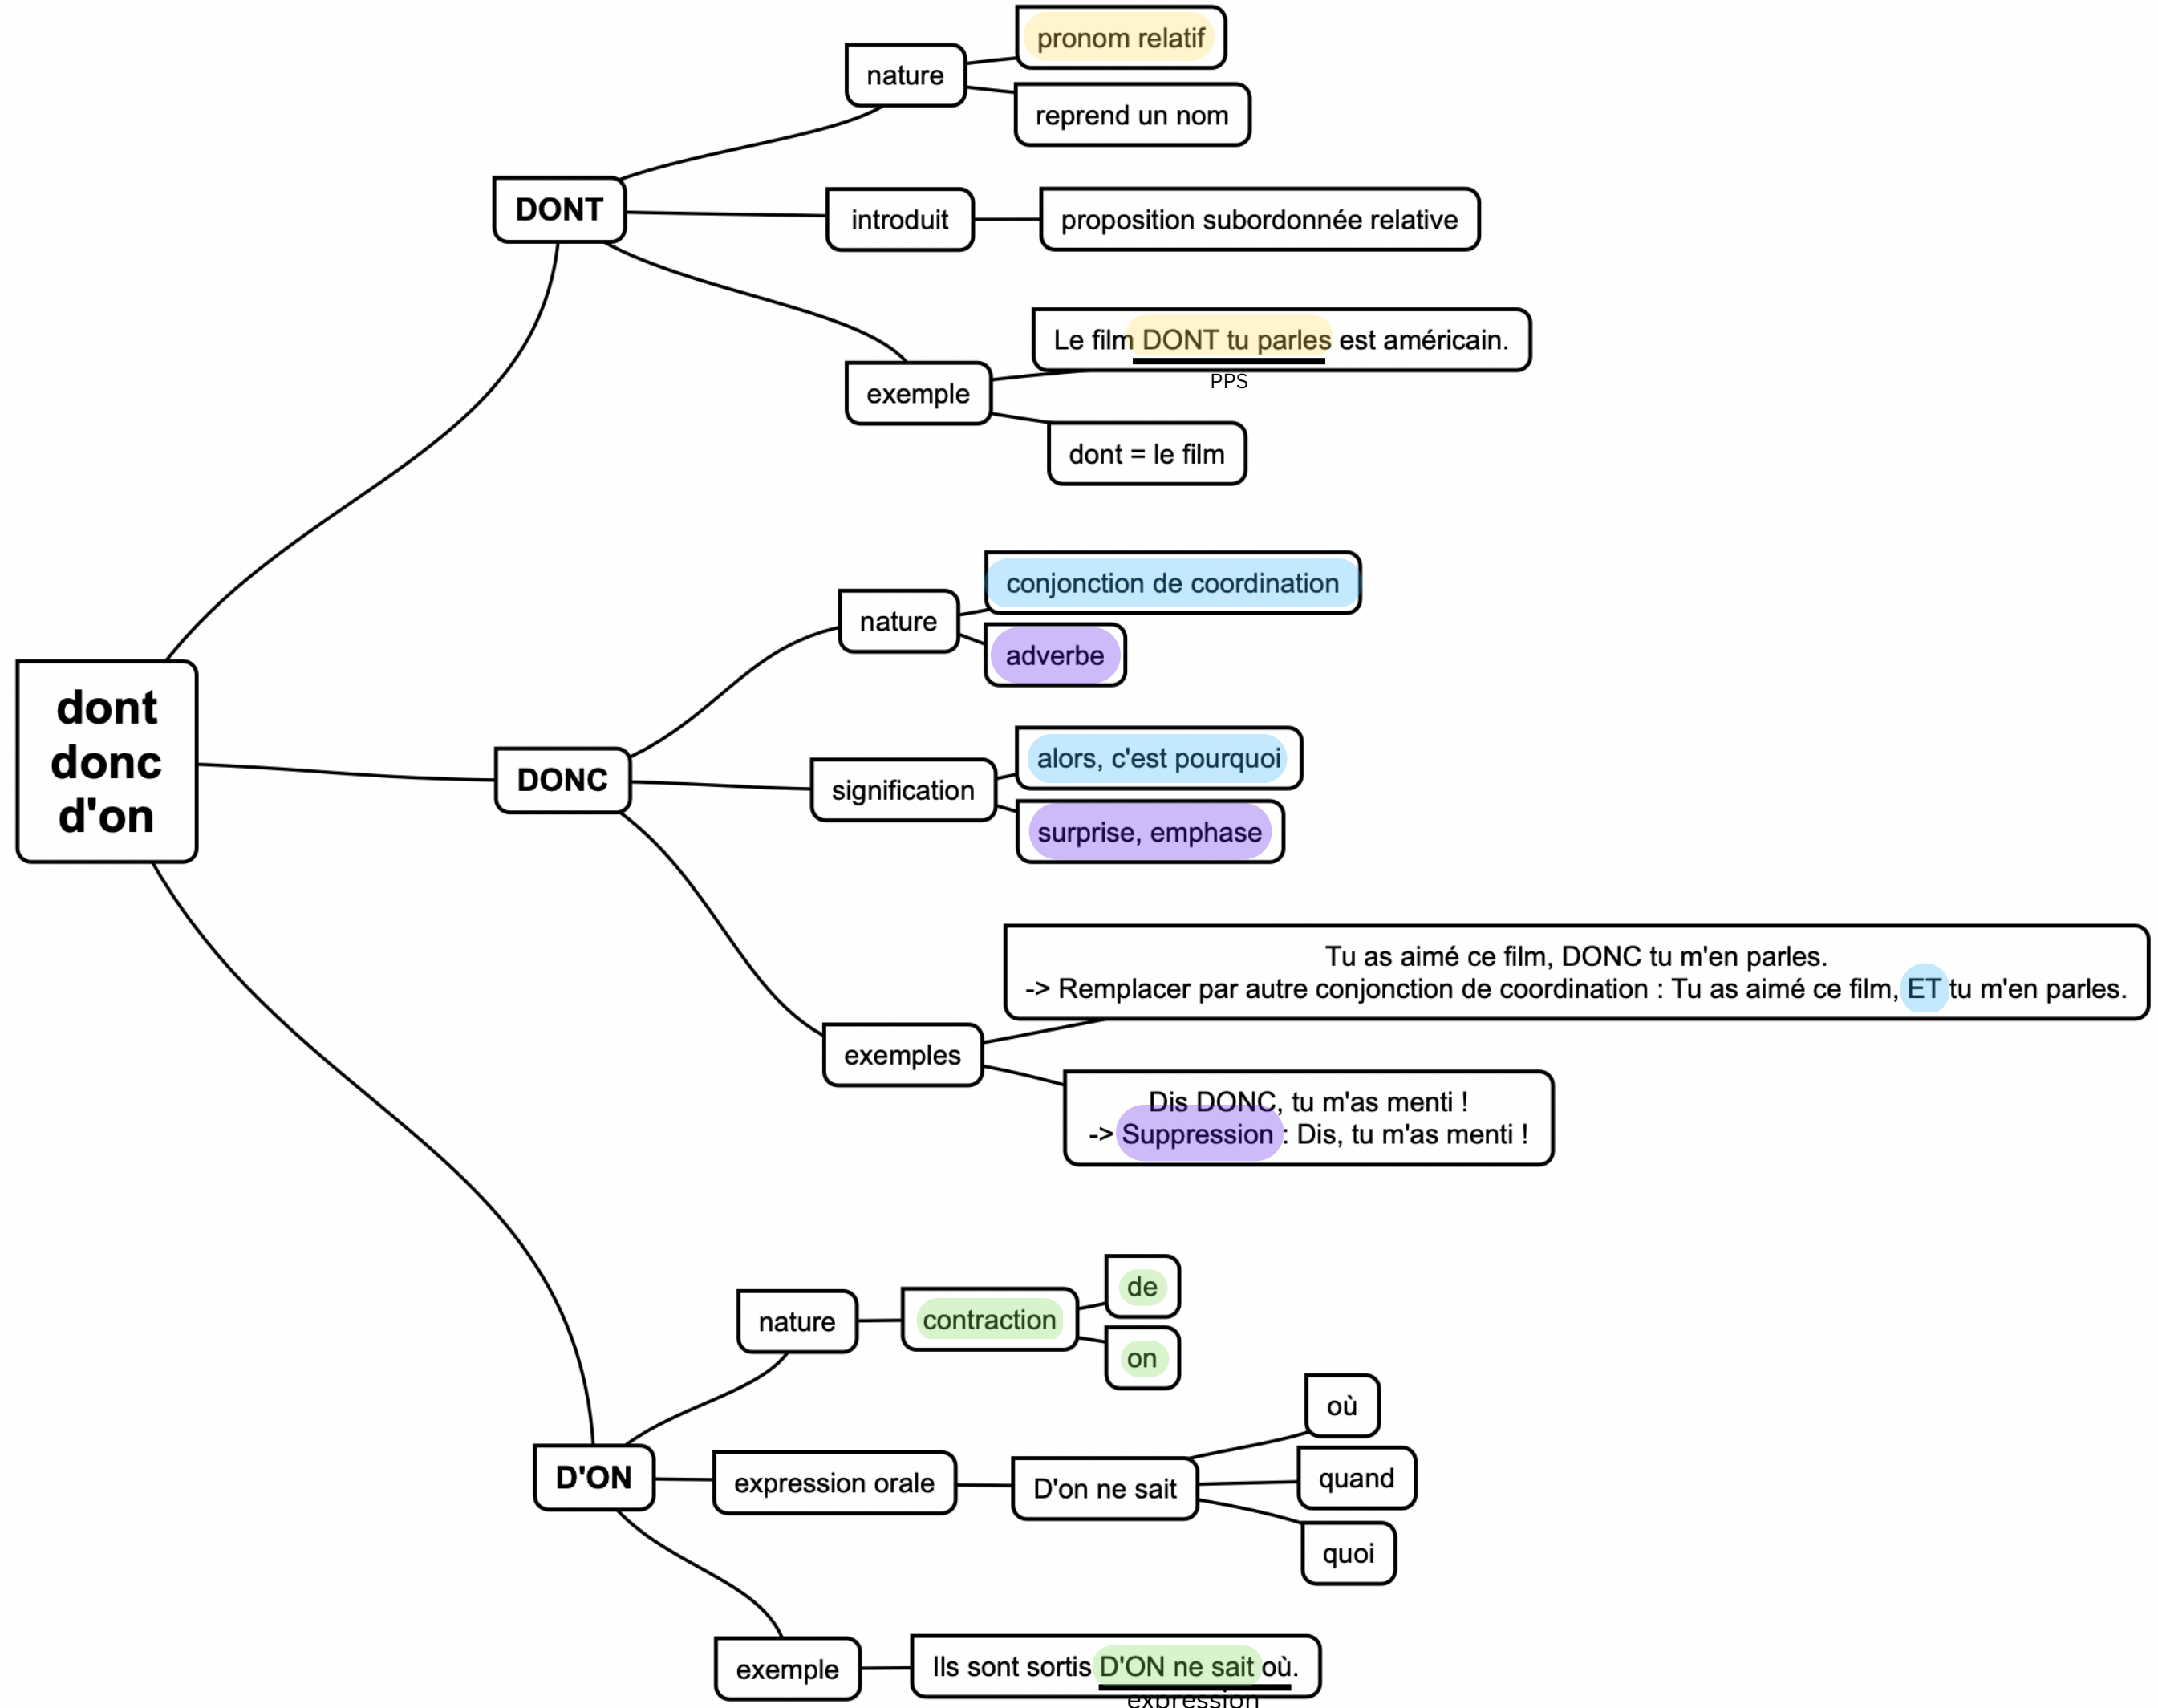 dont
donc
d'on
DONT
nature
pronom relatif
reprend un nom
introduit
proposition subordonnée relative
exemple
Le film DONT tu parles est américain.
PPS
dont = le film
DONC
nature
conjonction de coordination
adverbe
signification
alors, c'est pourquoi
surprise, emphase
exemples
Tu as aimé ce film, DONC tu m'en parles.
-> Remplacer par autre conjonction de coordination : Tu as aimé ce film, ET tu m'en parles.
Dis DONC, tu m'as menti !
-> Suppression : Dis, tu m'as menti !
D'ON
nature
contraction
de
on
expression orale
D'on ne sait
où
quand
quoi
exemple
Ils sont sortis D'ON ne sait où.
expression